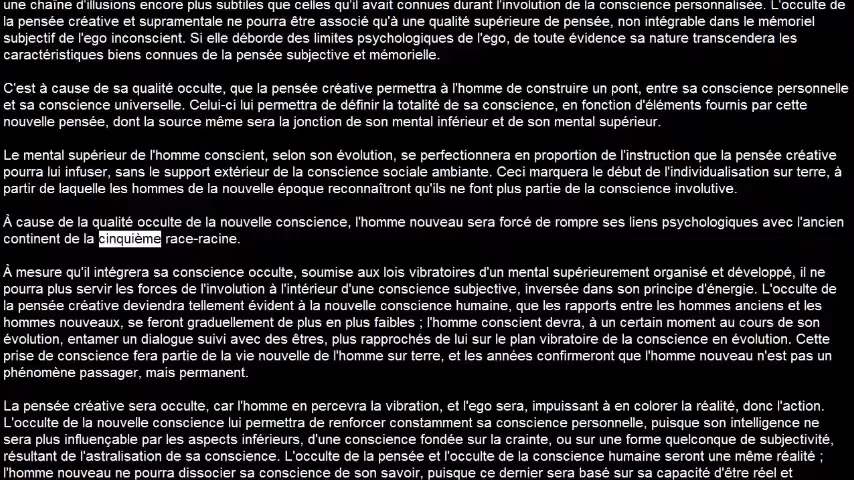 une chaîne d'illusions encore plus subtiles que celles qu'il avait connues durant l'involution de la conscience personnalisée. L'occulte de
la pensée créative et supramentale ne pourra être associé qu'à une qualité supérieure de pensée, non intégrable dans le mémoriel
subjectif de l'ego inconscient. Si elle déborde des limites psychologiques de l'ego, de toute évidence sa nature transcendera les
caractéristiques biens connues de la pensée subjective et mémorielle.
C'est à cause de sa qualité occulte, que la pensée créative permettra à l'homme de construire un pont, entre sa conscience personnelle
et sa conscience universelle. Celui-ci lui permettra de définir la totalité de sa conscience, en fonction d'éléments fournis par cette
nouvelle pensée, dont la source même sera la jonction de son mental inférieur et de son mental supérieur.
Le mental supérieur de l'homme conscient, selon son évolution, se perfectionnera en proportion de l'instruction que la pensée créative
pourra lui infuser, sans le support extérieur de la conscience sociale ambiante. Ceci marquera le début de l'individualisation sur terre, à
partir de laquelle les hommes de la nouvelle époque reconnaîtront qu'ils ne font plus partie de la conscience involutive.
À cause de la qualité occulte de la nouvelle conscience, l'homme nouveau sera forcé de rompre ses liens psychologiques avec l'ancien
continent de la cinquième race-racine.
À mesure qu'il intégrera sa conscience occulte, soumise aux lois vibratoires d'un mental supérieurement organisé et développé, il ne
pourra plus servir les forces de l'involution à l'intérieur d'une conscience subjective, inversée dans son principe d'énergie. L'occulte de
la pensée créative deviendra tellement évident à la nouvelle conscience humaine, que les rapports entre les hommes anciens et les
hommes nouveaux, se feront graduellement de plus en plus faibles ; l'homme conscient devra, à un certain moment au cours de son
évolution, entamer un dialogue suivi avec des êtres, plus rapprochés de lui sur le plan vibratoire de la conscience en évolution. Cette
prise de conscience fera partie de la vie nouvelle de l'homme sur terre, et les années confirmeront que l'homme nouveau n'est pas un
phénomène passager, mais permanent.
La pensée créative sera occulte, car l'homme en percevra la vibration, et l'ego sera, impuissant à en colorer la réalité, donc l'action.
L'occulte de la nouvelle conscience lui permettra de renforcer constamment sa conscience personnelle, puisque son intelligence ne
sera plus influençable par les aspects inférieurs, d'une conscience fondée sur la crainte, ou sur une forme quelconque de subjectivité,
résultant de l'astralisation de sa conscience. L'occulte de la pensée et l'occulte de la conscience humaine seront une même réalité ;
l'homme nouveau ne pourra dissocier sa conscience de son savoir, puisque ce dernier sera basé sur sa capacité d'être réel et